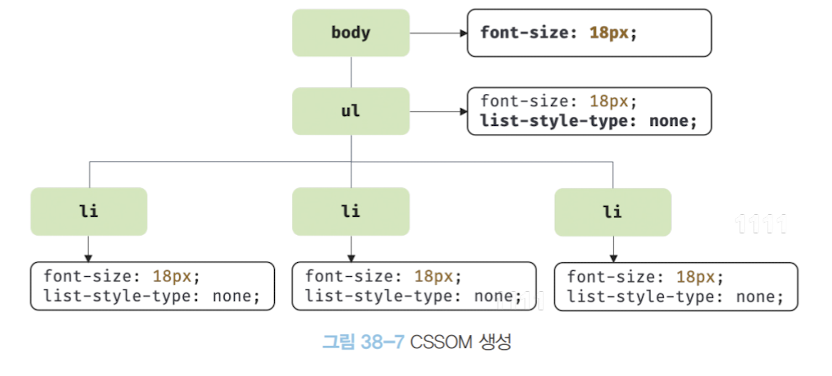 body
font-size: 18px;
ul
font-size: 18px;
list-style-type: none;
li
li
li
1111
font-size: 18px;
list-style-type: none;
font-size: 18px;
list-style-type: none;
font-size: 18px;
list-style-type: none;
1111
그림 38-7 CSSOM 생성